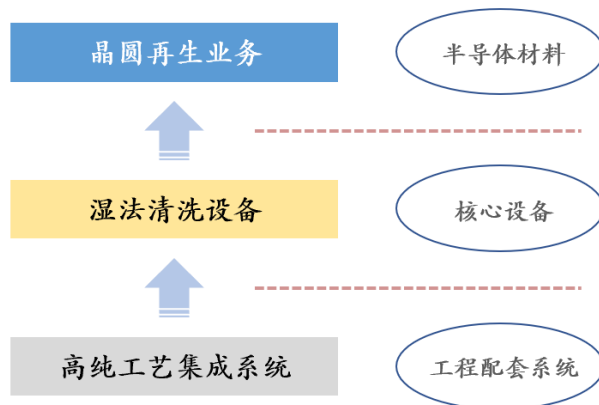 晶圆再生业务
半导体材料
湿法清洗设备
核心设备
高纯工艺集成系统
工程配套系统